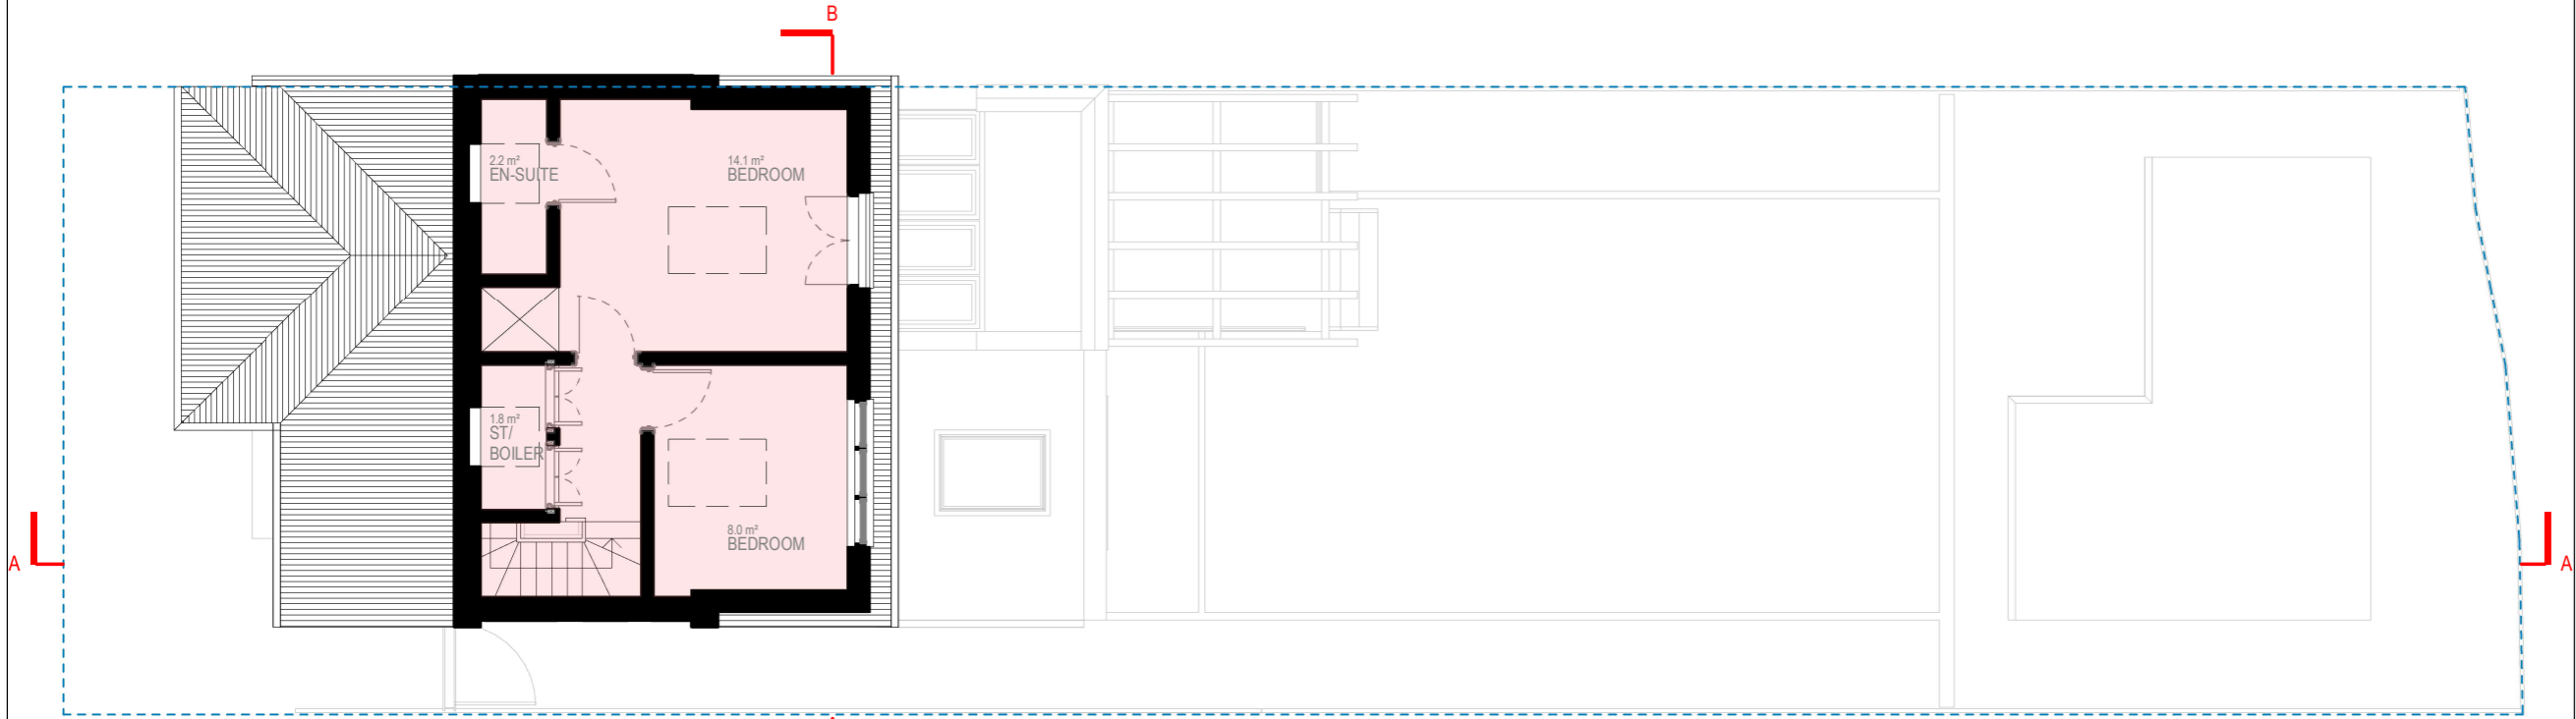 B
2.2 m²
EN-SUITE
14.1 m²
BEDROOM
1.8 m²
ST/
BOILER
8.0 m²
BEDROOM
A
A